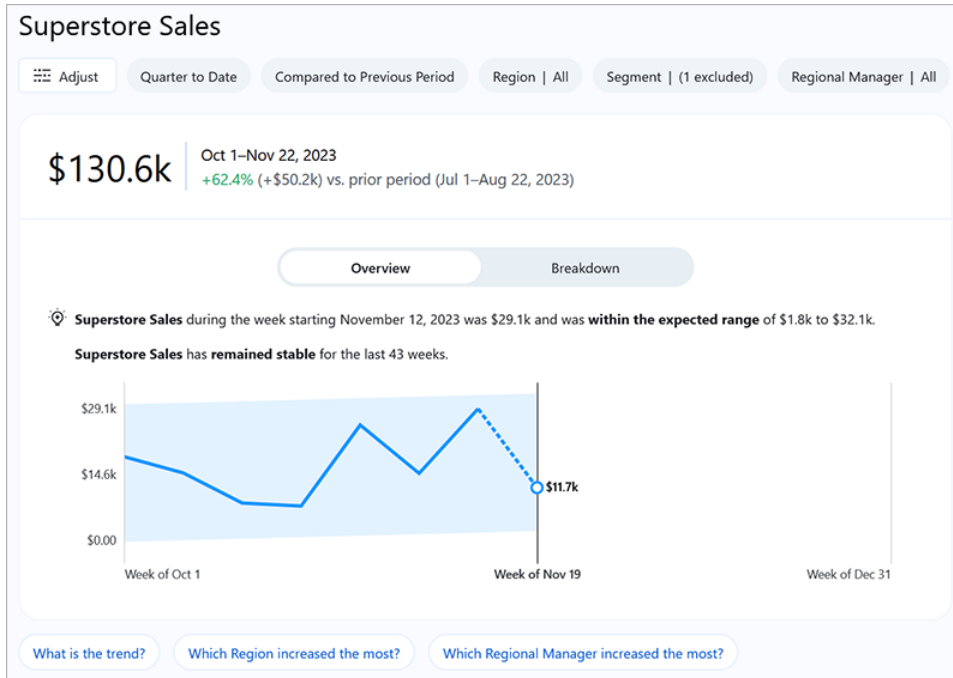 Superstore Sales
Adjust
Quarter to Date
Compared to Previous Period
Region | All
Segment | (1 excluded)
Regional Manager | All
$130.6k
Oct 1–Nov 22, 2023
+62.4% (+$50.2k) vs. prior period (Jul 1–Aug 22, 2023)
Overview
Breakdown
Superstore Sales during the week starting November 12, 2023 was $29.1k and was within the expected range of $1.8k to $32.1k.
Superstore Sales has remained stable for the last 43 weeks.
$29.1k
$14.6k
$11.7k
$0.00
Week of Oct 1
Week of Nov 19
Week of Dec 31
What is the trend?
Which Region increased the most?
Which Regional Manager increased the most?